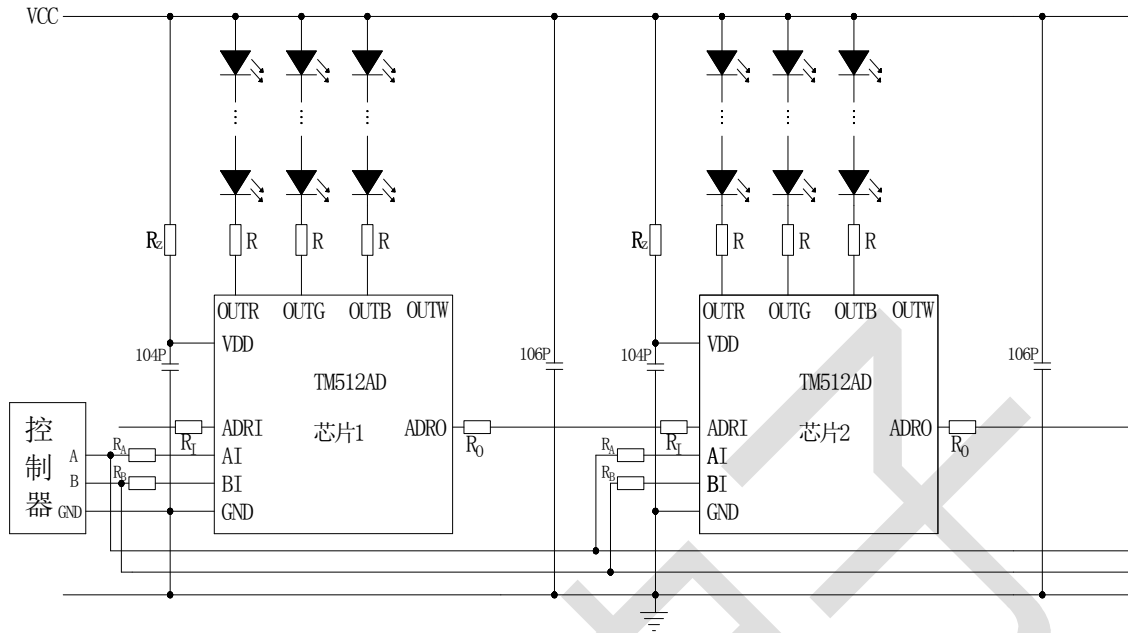 VCC
Rz R R R Rz R R R
OUTR OUTG OUTB OUTW OUTR OUTG OUTB OUTW
VDD VDD
104P 106P 104P 106P
TM512AD TM512AD
控制器
ADRI 芯片1 ADRO ADRI 芯片2 ADRO
RI RO RI RO
A RA AI RA AI
B RB BI RB BI
GND GND GND